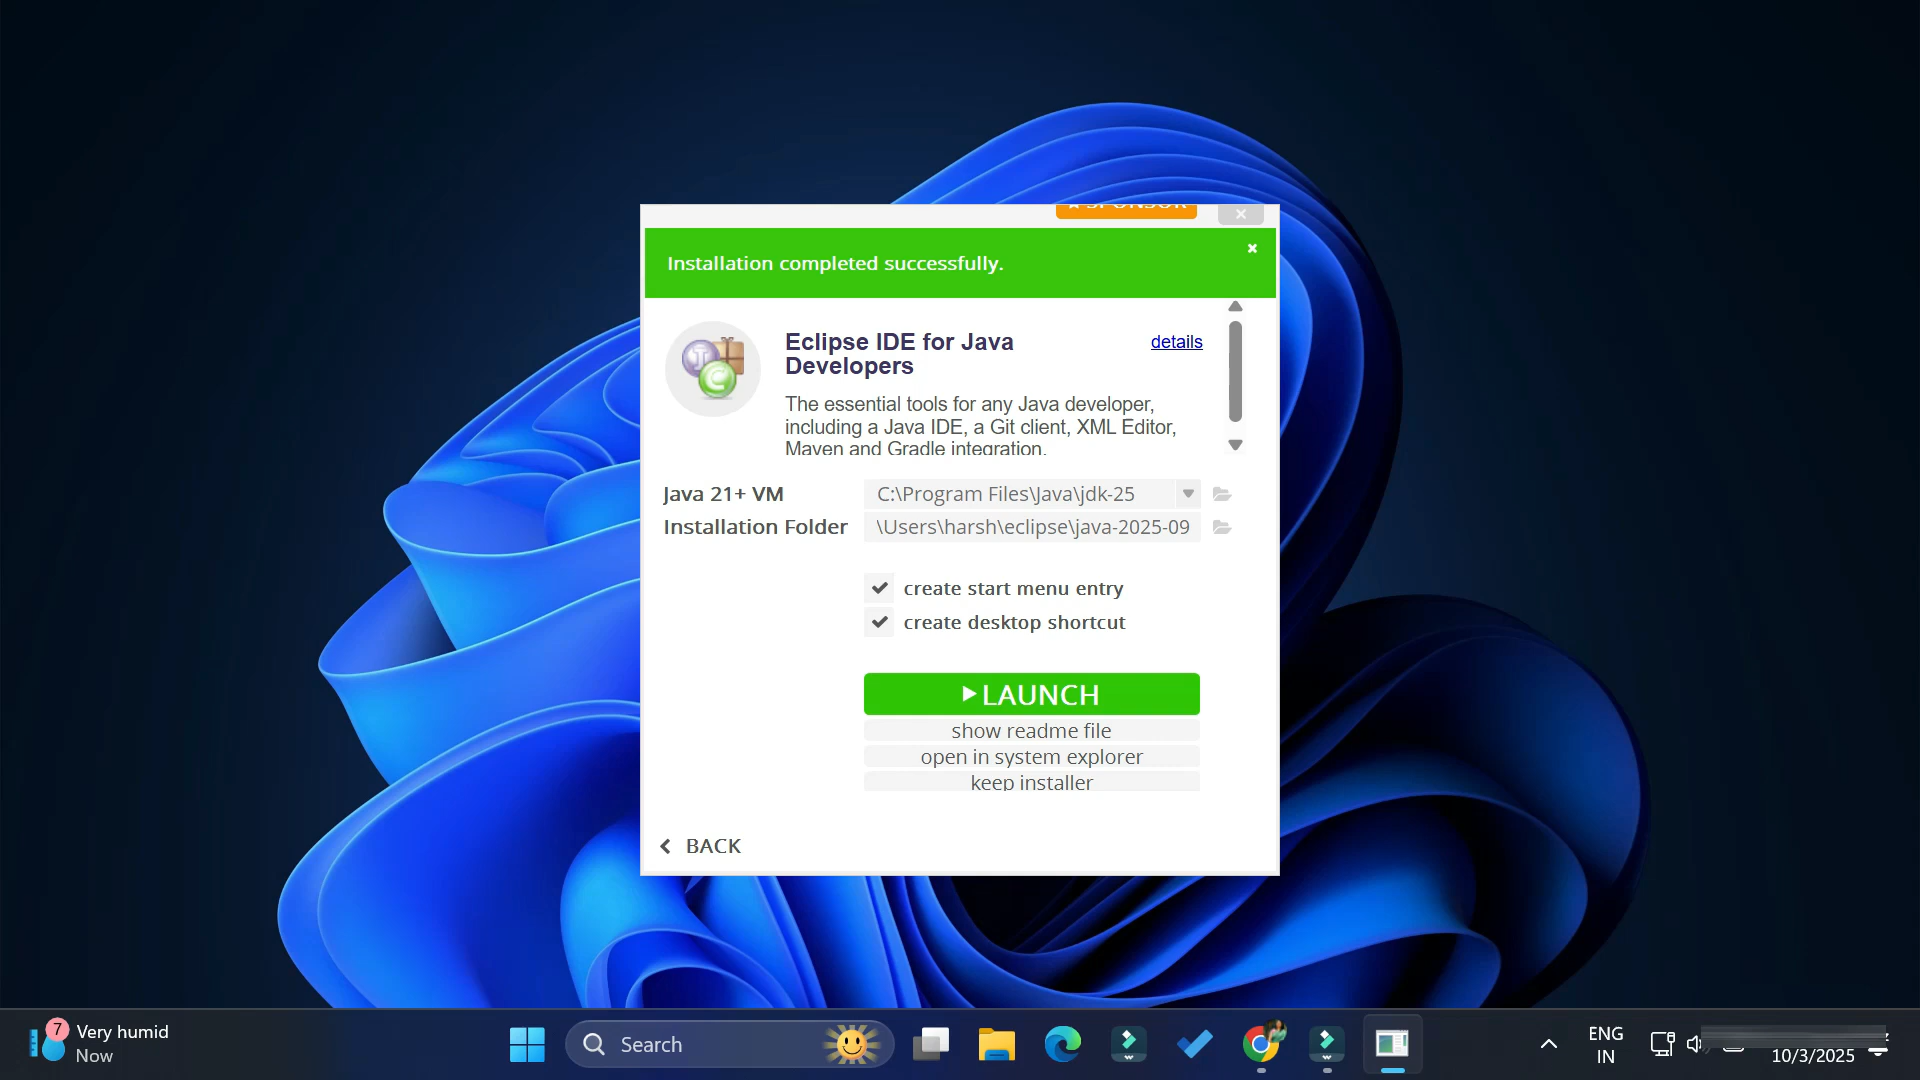 Installation completed successfully.
Eclipse IDE for Java
Developers
details
The essential tools for any Java developer,
including a Java IDE, a Git client, XML Editor,
Maven and Gradle integration.
Java 21+ VM
C:\Program Files\Java\jdk-25
Installation Folder
\Users\harsh\eclipse\java-2025-09
create start menu entry
create desktop shortcut
LAUNCH
show readme file
open in system explorer
keep installer
BACK
7
Very humid
Now
Search
ENG
IN
10/3/2025